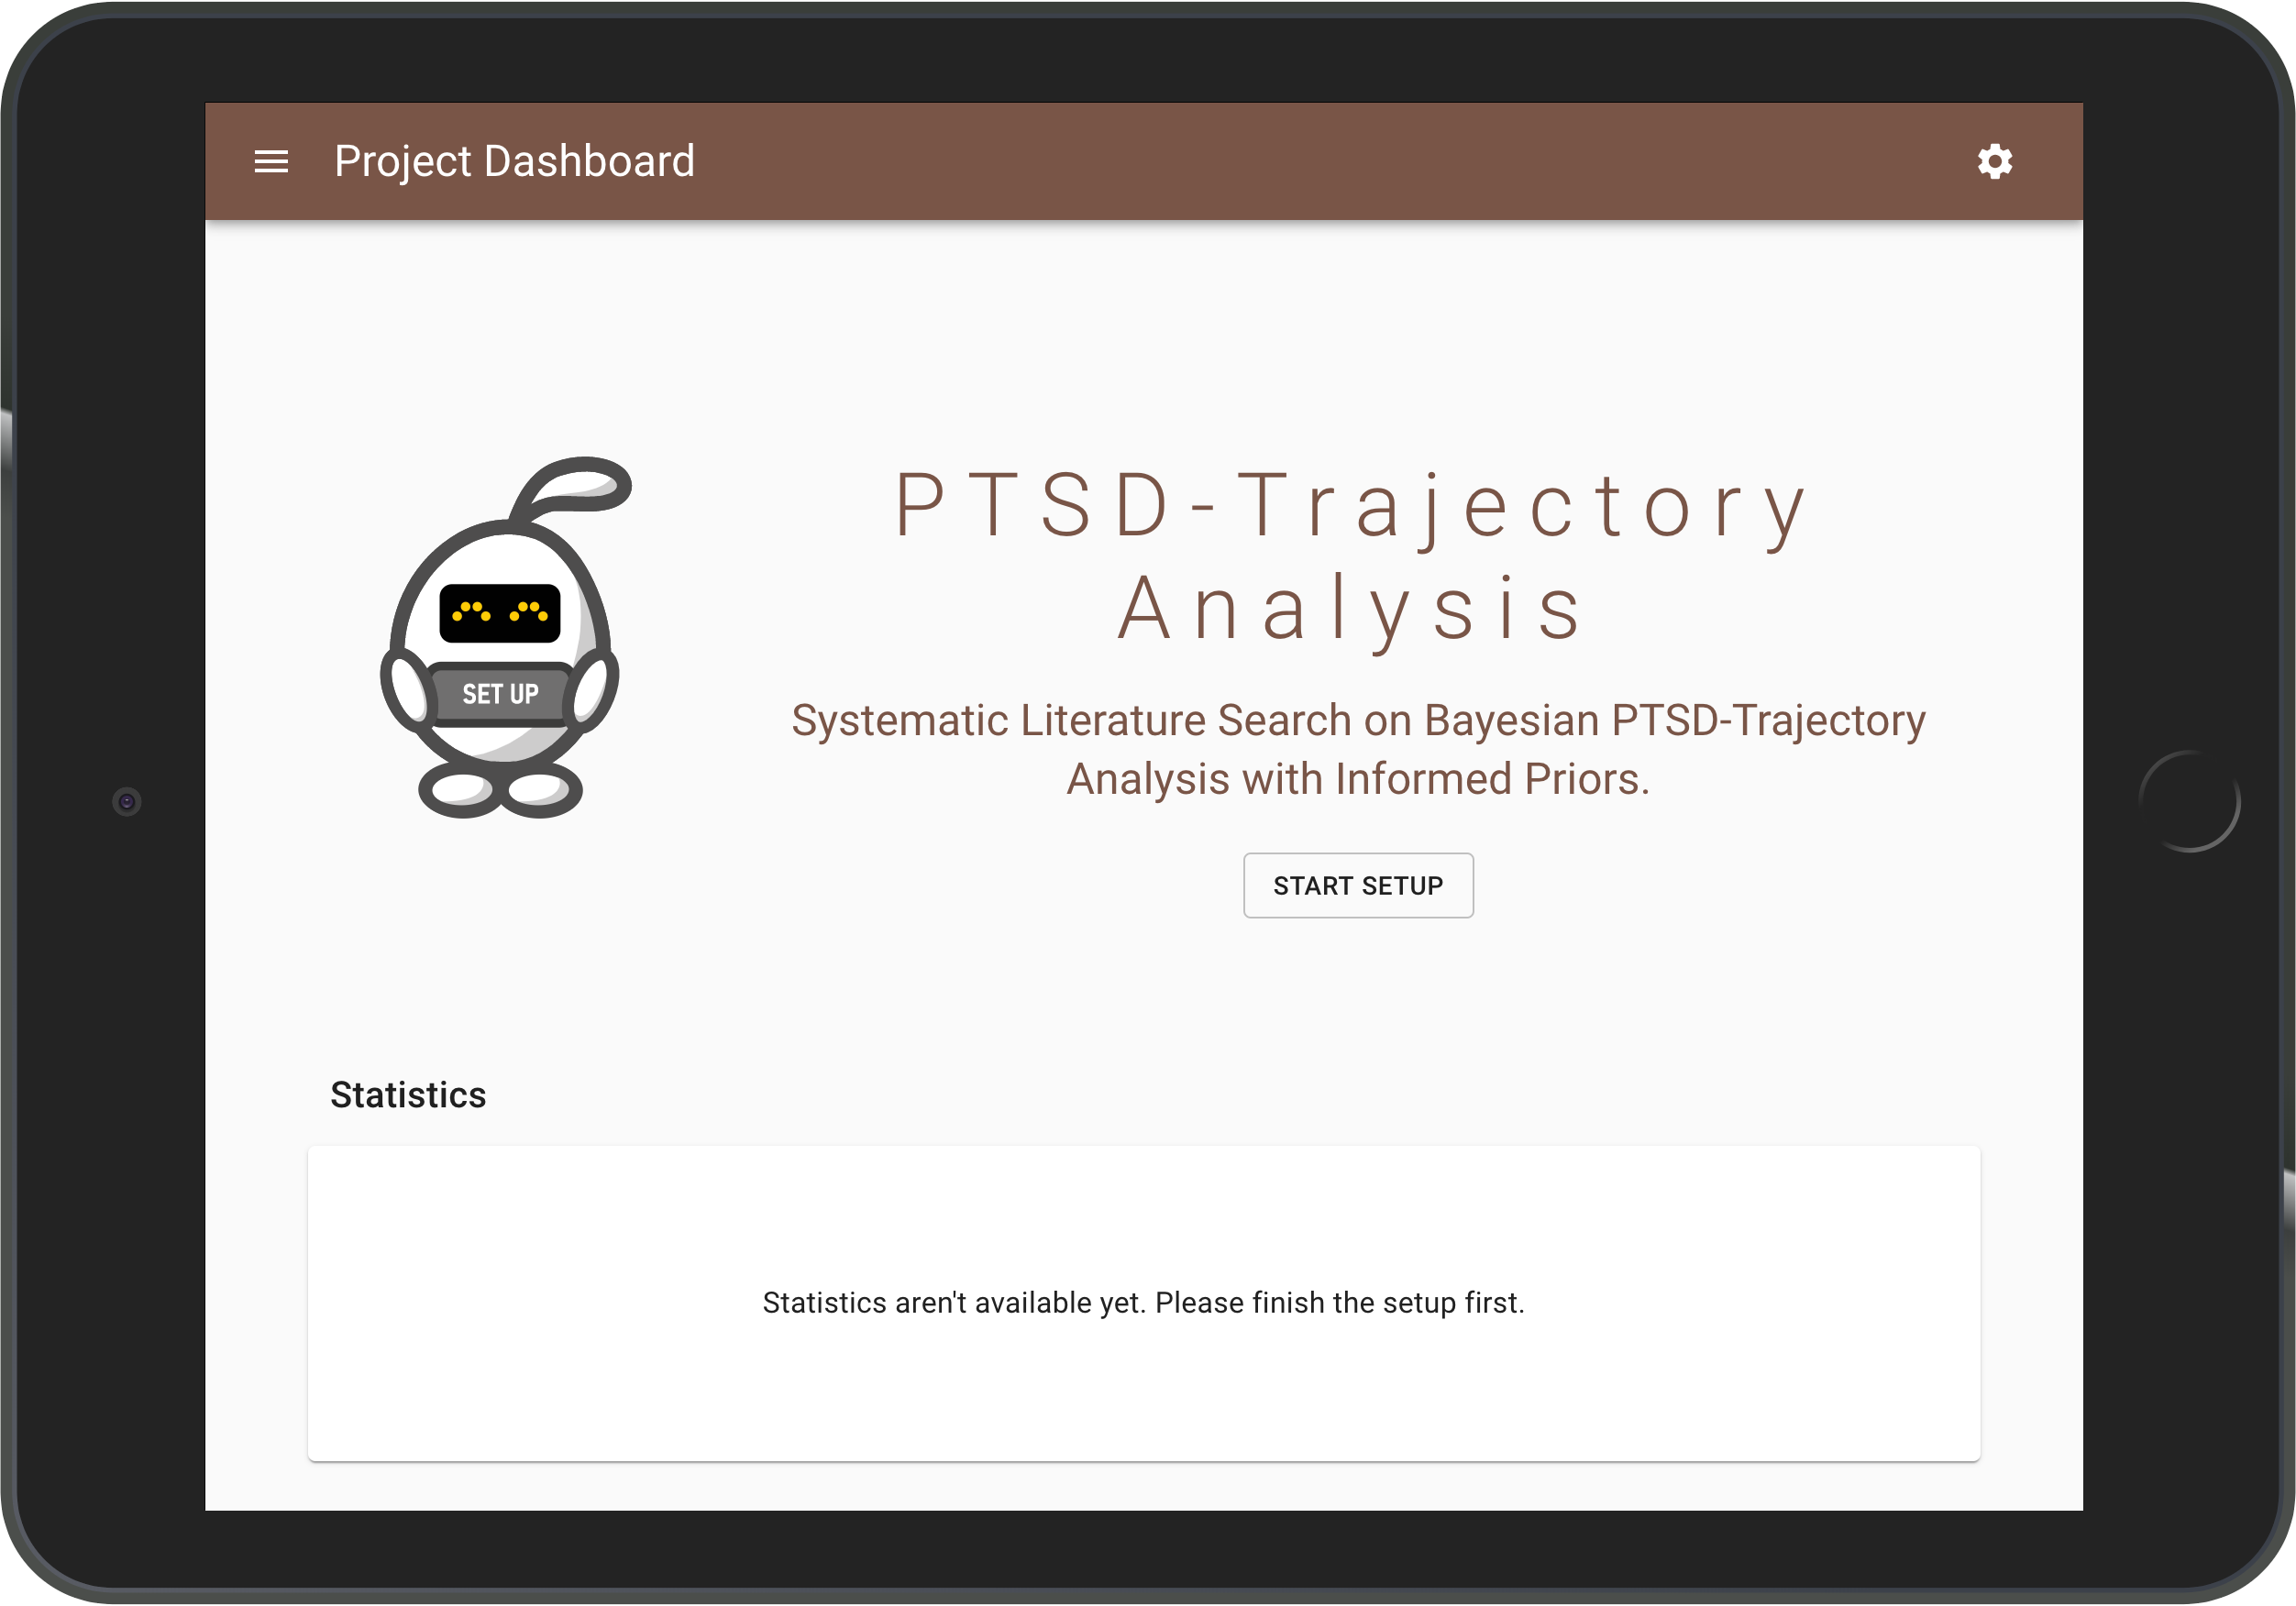 Project Dashboard
PTSD-Trajectory
Analysis
SET UP
Systematic Literature Search on Bayesian PTSD-Trajectory
Analysis with Informed Priors.
START SETUP
Statistics
Statistics aren't available yet. Please finish the setup first.